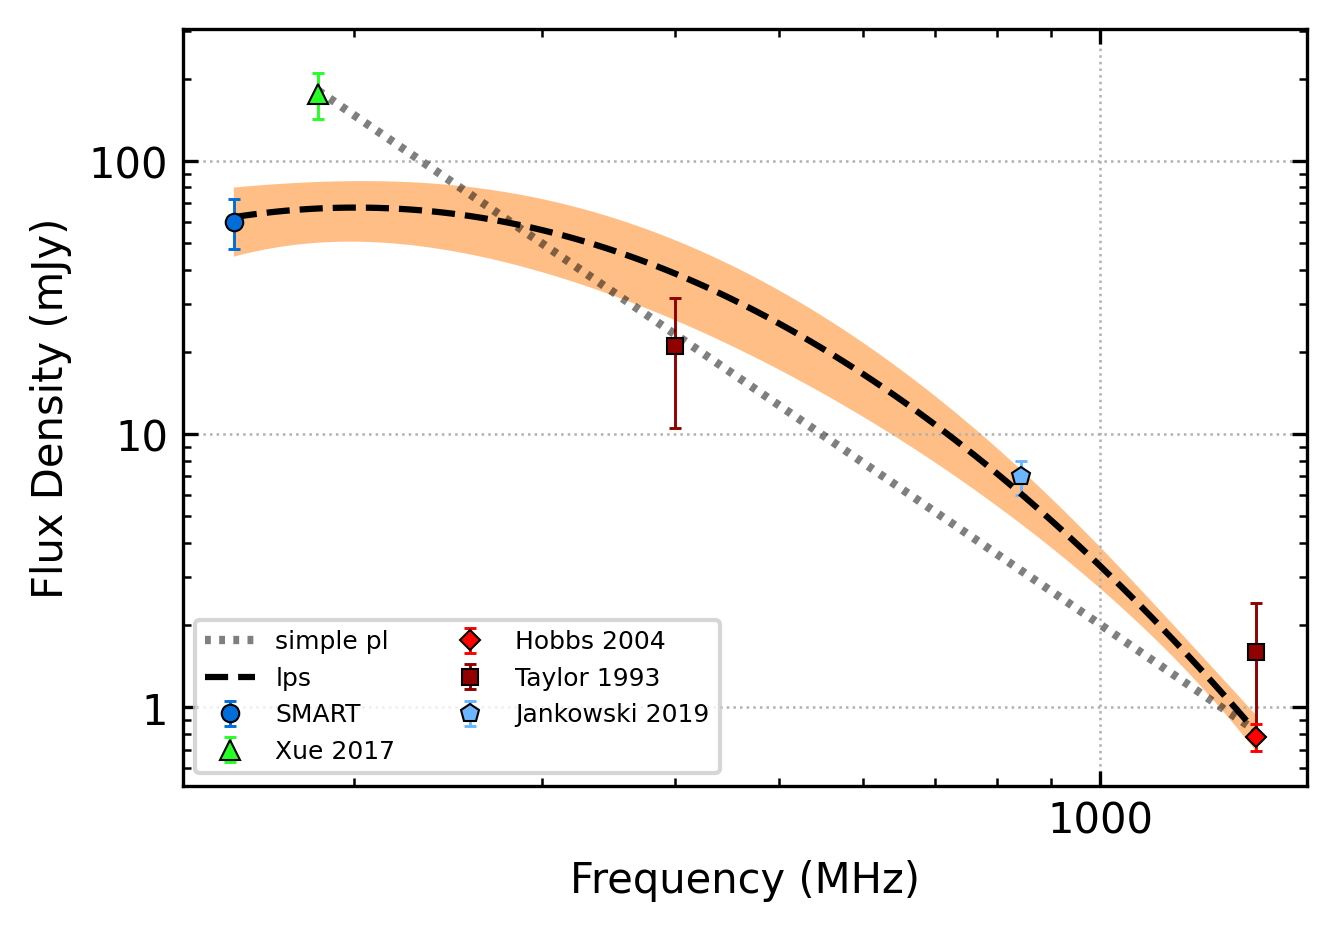 100
10
1
Flux Density (mJy)
simple pl
lps
SMART
Xue 2017
Hobbs 2004
Taylor 1993
Jankowski 2019
1000
Frequency (MHz)